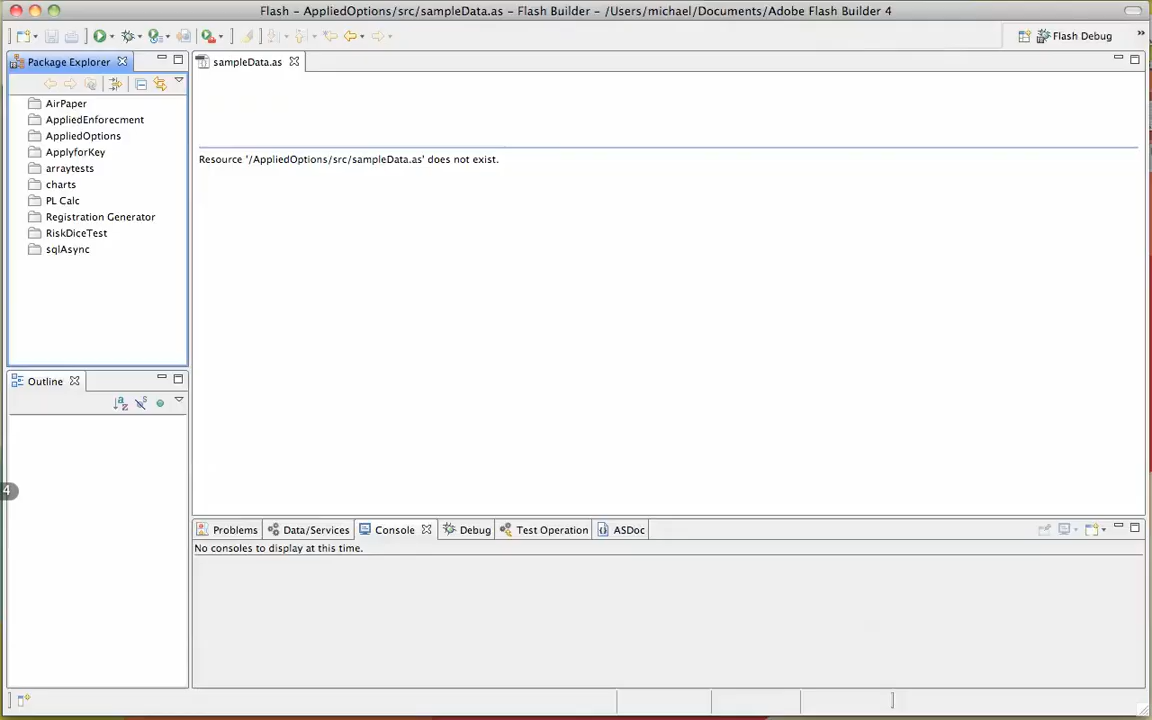 Flash – AppliedOptions/src/sampleData.as – Flash Builder – /Users/michael/Documents/Adobe Flash Builder 4
Flash Debug
Package Explorer
sampleData.as
AirPaper
AppliedEnforecment
AppliedOptions
ApplyforKey
arraytests
charts
PL Calc
Registration Generator
RiskDiceTest
sqlAsync
Resource '/AppliedOptions/src/sampleData.as' does not exist.
Outline
4
Problems
Data/Services
Console
Debug
Test Operation
ASDoc
No consoles to display at this time.